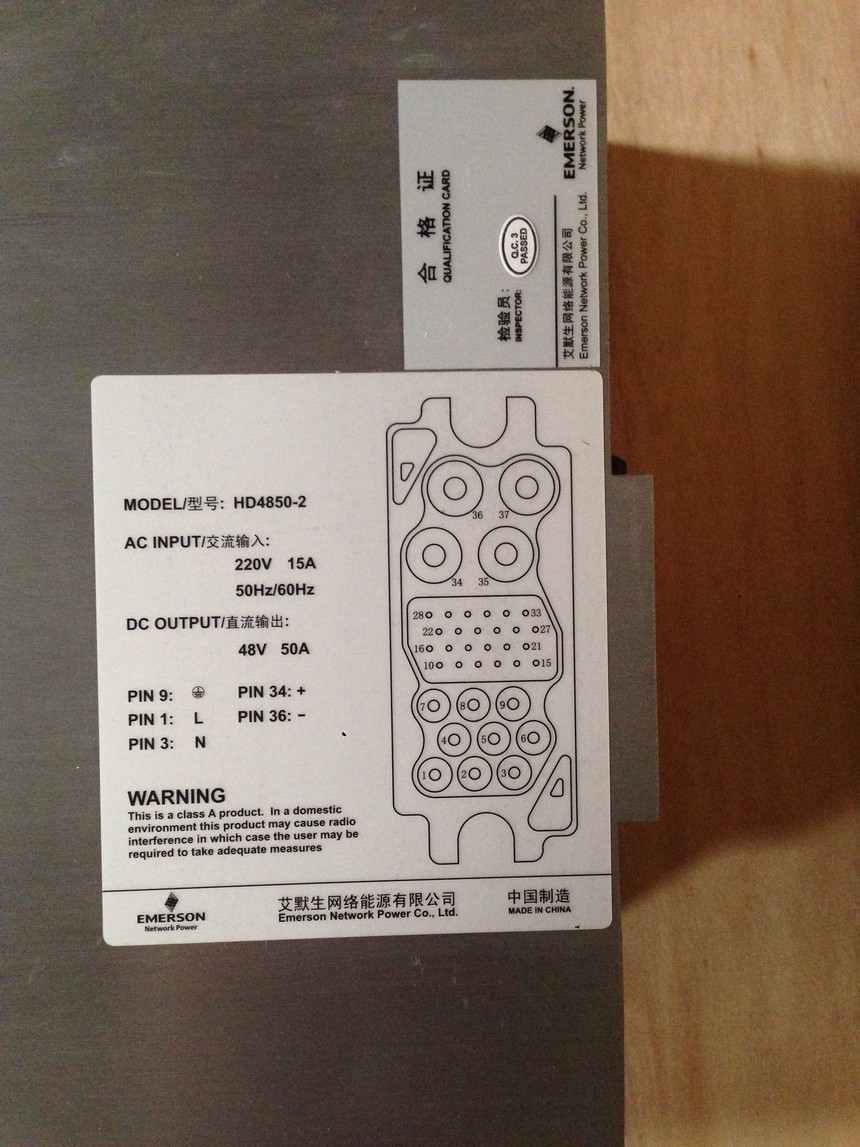 合格证
QUALIFICATION CARD
检验员:
INSPECTOR:
Q.C. 3
PASSED
艾默生网络能源有限公司
Emerson Network Power Co., Ltd.
EMERSON.
Network Power
MODEL/型号: HD4850-2
AC INPUT/交流输入:
220V 15A
50Hz/60Hz
DC OUTPUT/直流输出:
48V 50A
PIN 9: PIN 34: +
PIN 1: L PIN 36: −
PIN 3: N
WARNING
This is a class A product. In a domestic
environment this product may cause radio
interference in which case the user may be
required to take adequate measures
36 37
34 35
28 33
22 27
16 21
10 15
7 8 9
4 5 6
1 2 3
EMERSON
Network Power
艾默生网络能源有限公司
Emerson Network Power Co., Ltd.
中国制造
MADE IN CHINA